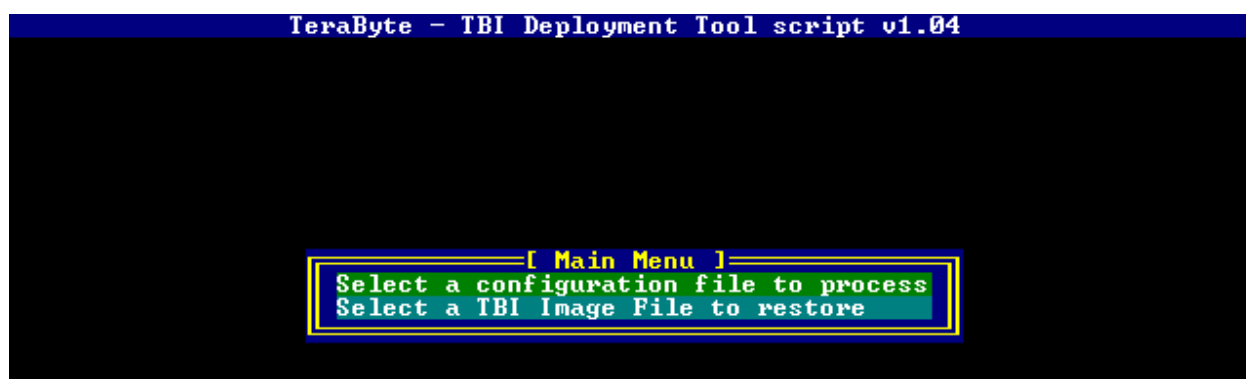 TeraByte - TBI Deployment Tool script v1.04
[ Main Menu ]
Select a configuration file to process
Select a TBI Image File to restore